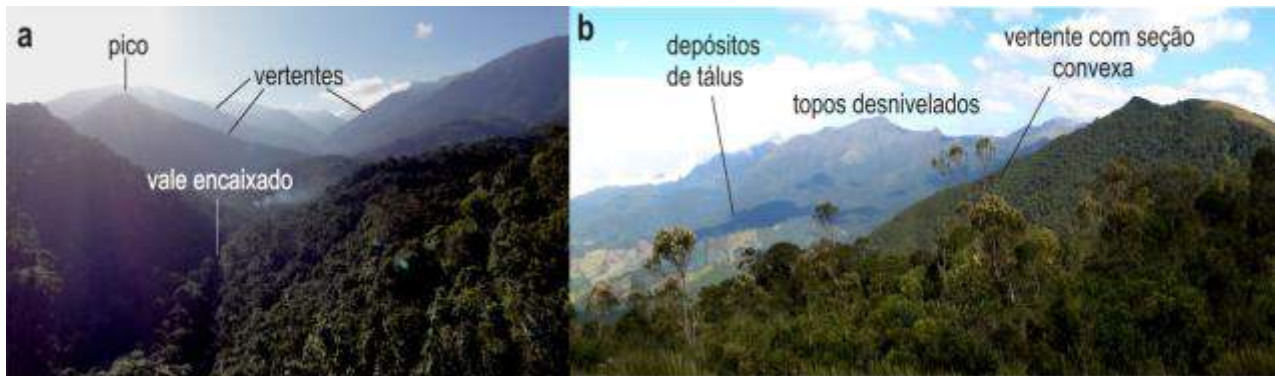 a
pico
vertentes
vale encaixado
b
depósitos
de tálus
topos desnivelados
vertente com seção
convexa